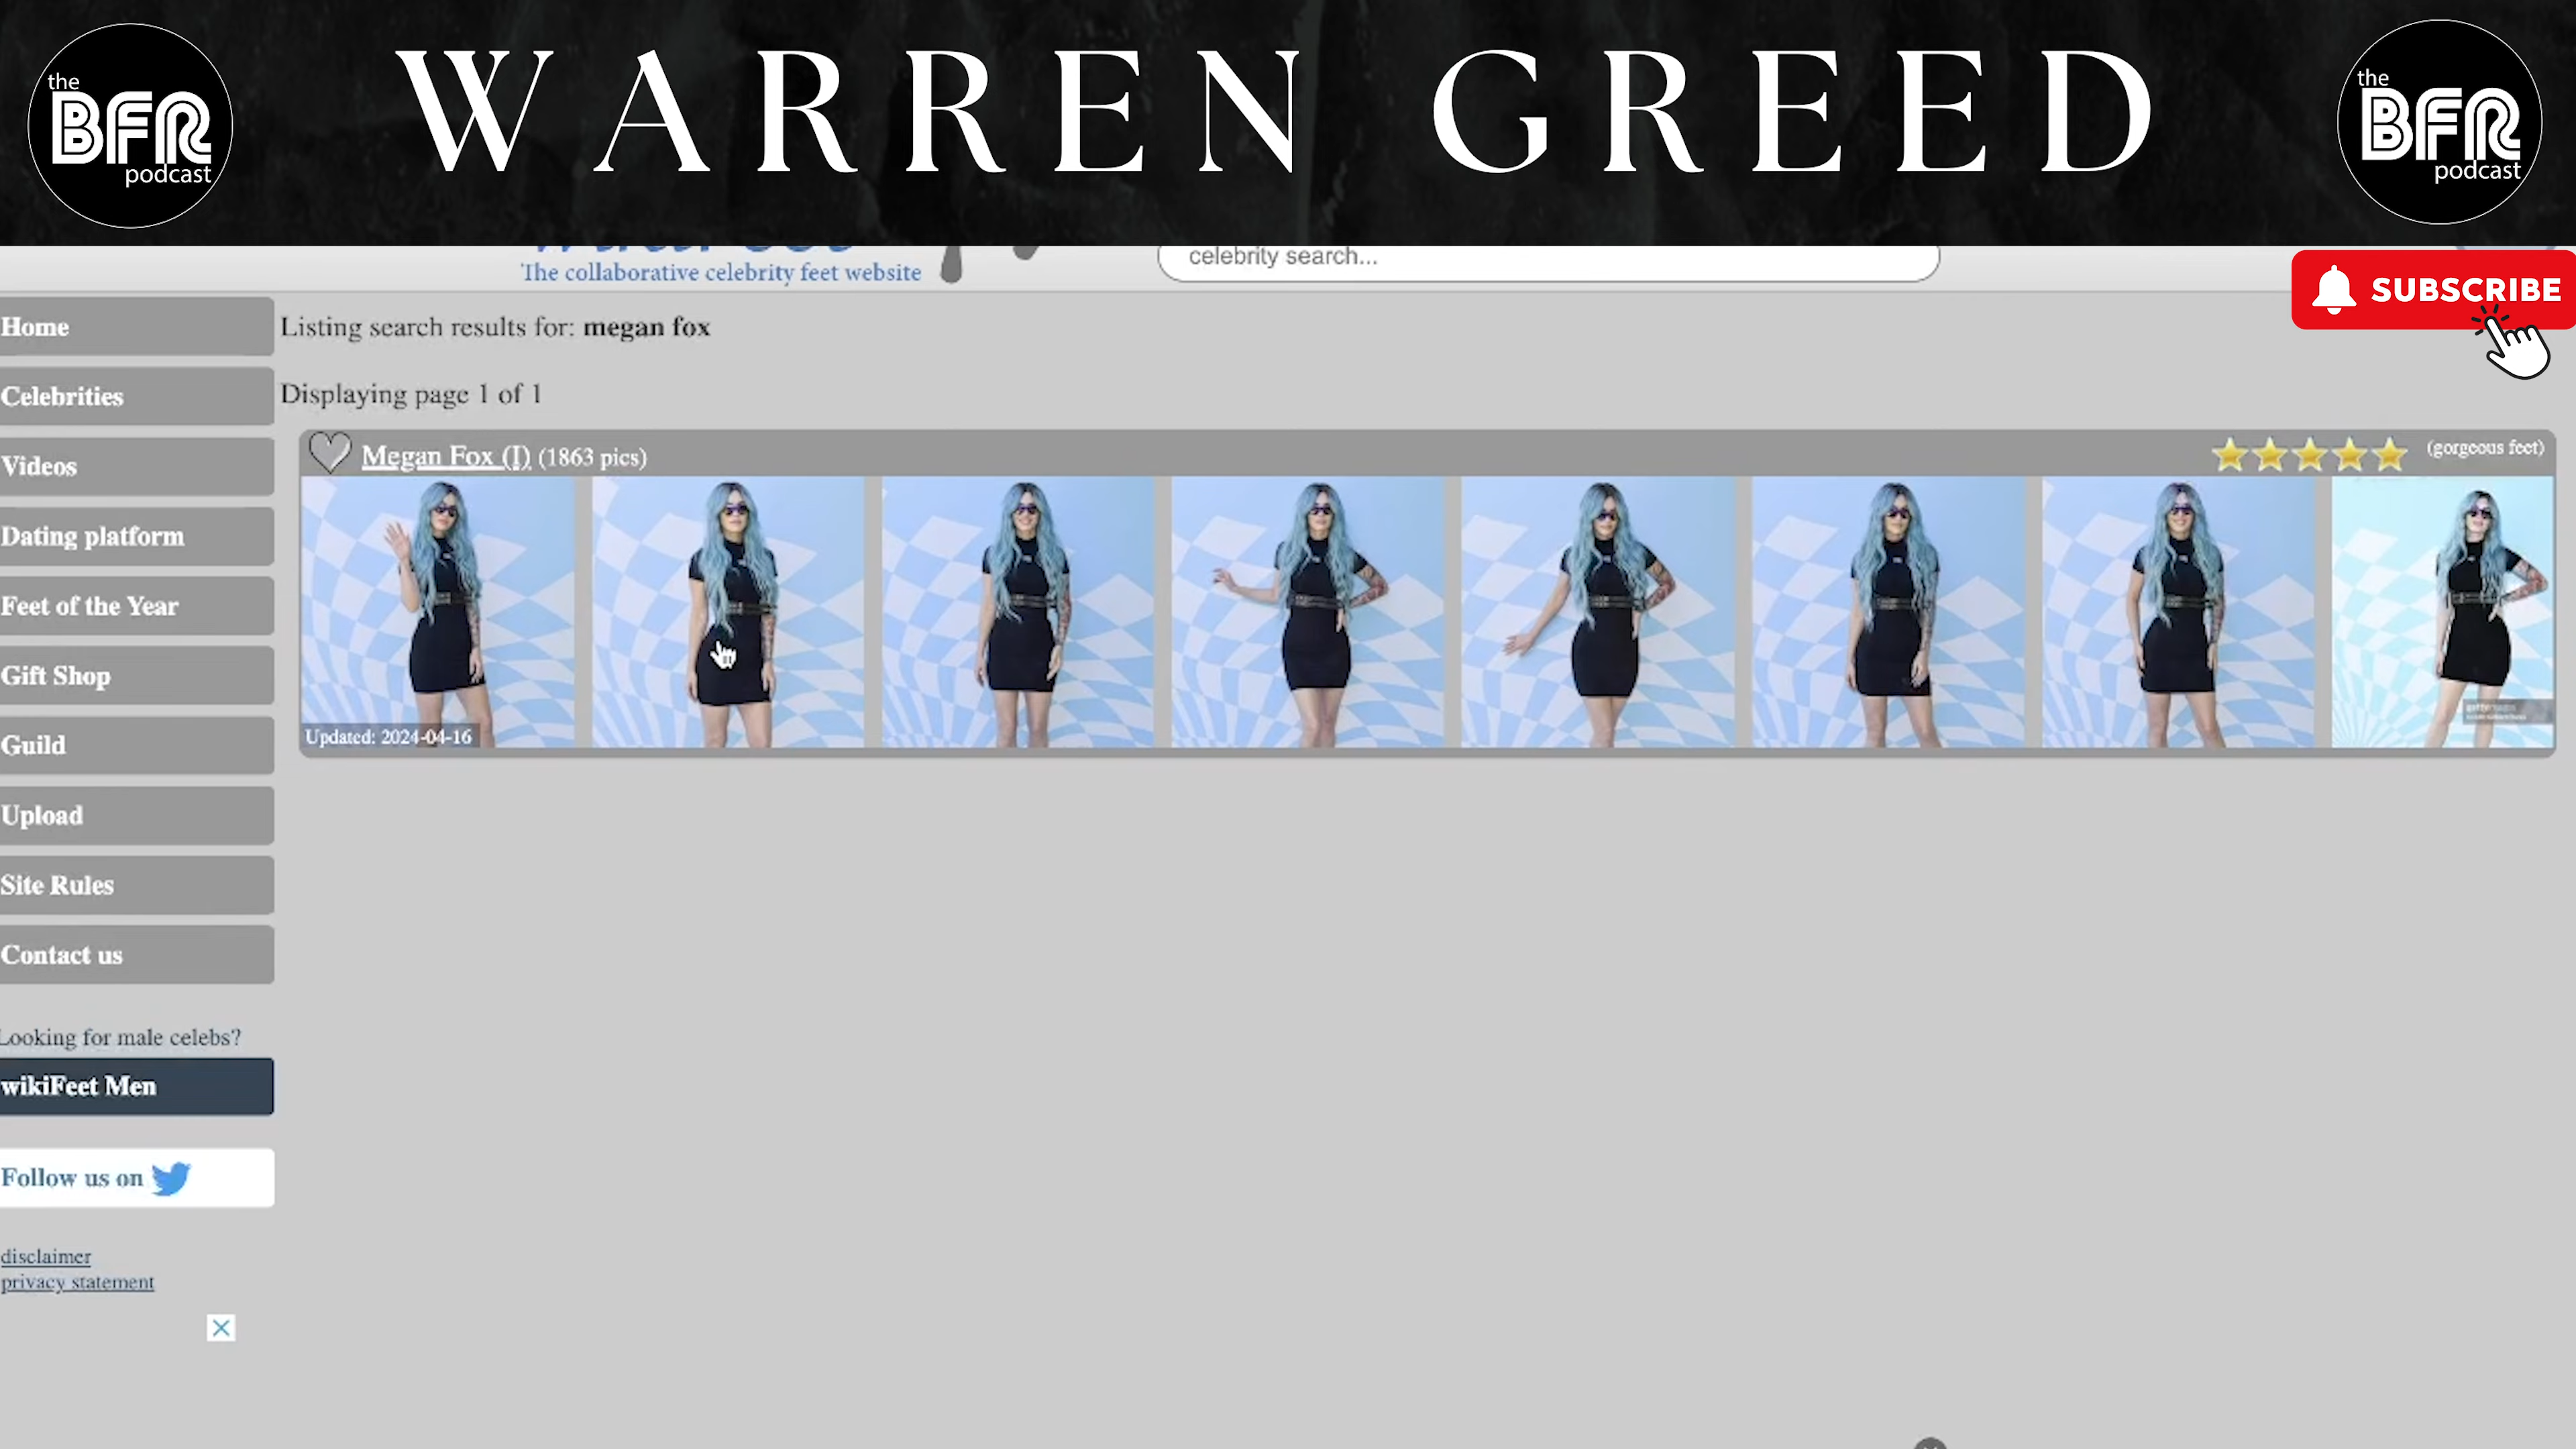 the
BFR
podcast
WARREN GREED
the
BFR
podcast
The collaborative celebrity feet website
celebrity search...
SUBSCRIBE
Home
Celebrities
Videos
Dating platform
Feet of the Year
Gift Shop
Guild
Upload
Site Rules
Contact us
Looking for male celebs?
wikiFeet Men
Follow us on
disclaimer
privacy statement
Listing search results for: megan fox
Displaying page 1 of 1
Megan Fox (I) (1863 pics)
(gorgeous feet)
Updated: 2024-04-16